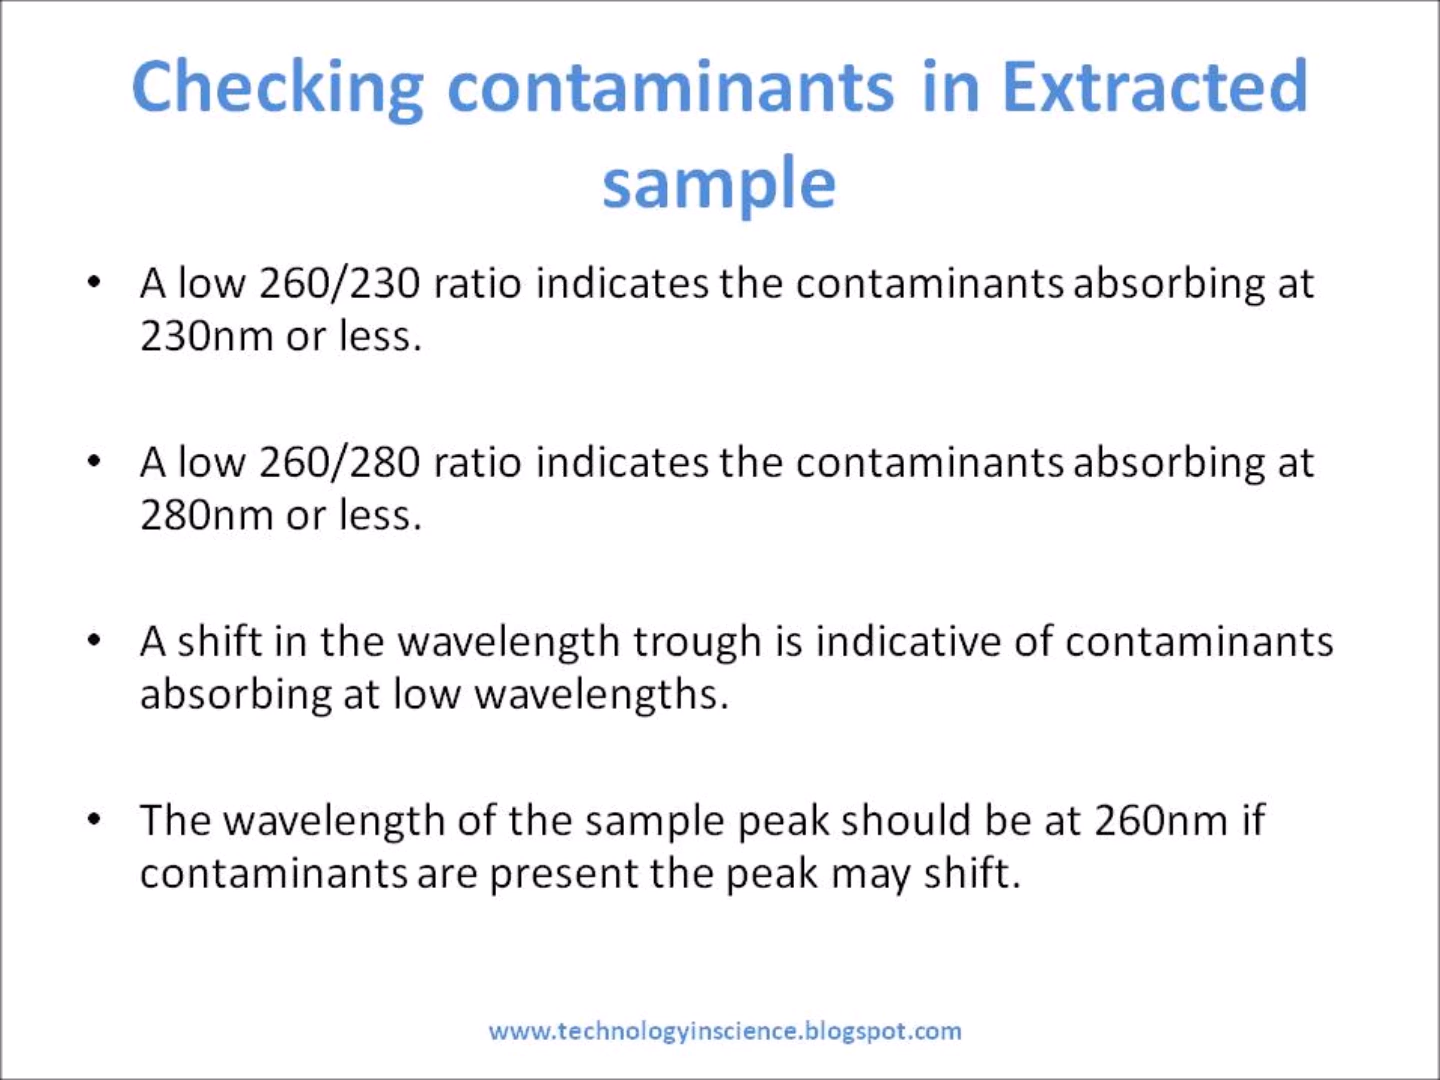 Checking contaminants in Extracted
sample
• A low 260/230 ratio indicates the contaminants absorbing at
230nm or less.
• A low 260/280 ratio indicates the contaminants absorbing at
280nm or less.
• A shift in the wavelength trough is indicative of contaminants
absorbing at low wavelengths.
• The wavelength of the sample peak should be at 260nm if
contaminants are present the peak may shift.
www.technologyinscience.blogspot.com